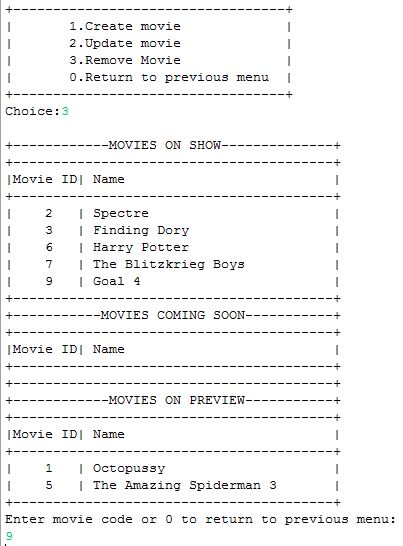 +-----------------------------------+
|       1.Create movie             |
|       2.Update movie             |
|       3.Remove Movie             |
|       0.Return to previous menu  |
+-----------------------------------+
Choice:3
+------------MOVIES ON SHOW--------------+
+----------------------------------------+
|Movie ID| Name                          |
+----------------------------------------+
|    2   | Spectre                       |
|    3   | Finding Dory                  |
|    6   | Harry Potter                  |
|    7   | The Blitzkrieg Boys           |
|    9   | Goal 4                        |
+----------------------------------------+
+-----------MOVIES COMING SOON-----------+
+----------------------------------------+
|Movie ID| Name                          |
+----------------------------------------+
+----------------------------------------+
+------------MOVIES ON PREVIEW-----------+
+----------------------------------------+
|Movie ID| Name                          |
+----------------------------------------+
|    1   | Octopussy                     |
|    5   | The Amazing Spiderman 3       |
+----------------------------------------+
Enter movie code or 0 to return to previous menu:
9